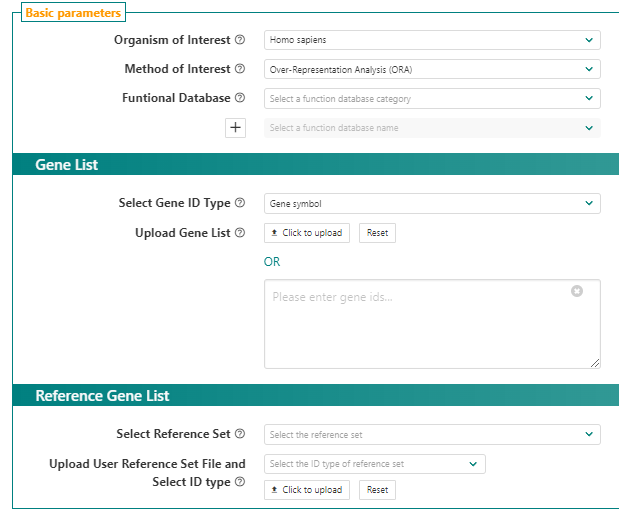 Basic parameters
Organism of Interest ? Homo sapiens
Method of Interest ? Over-Representation Analysis (ORA)
Funtional Database ? Select a function database category
+ Select a function database name
Gene List
Select Gene ID Type ? Gene symbol
Upload Gene List ? Click to upload Reset
OR
Please enter gene ids...
Reference Gene List
Select Reference Set ? Select the reference set
Upload User Reference Set File and Select the ID type of reference set
Select ID type ? Click to upload Reset